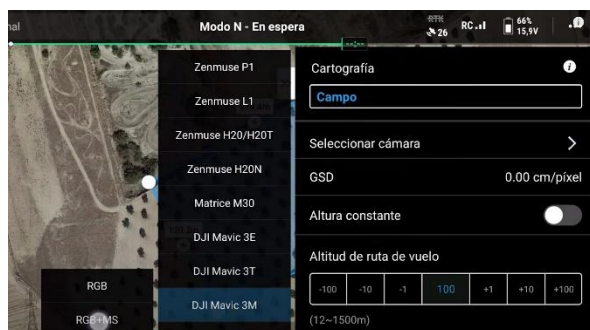 nal
Modo N - En espera
RTK
26
RC
66%
15,9V
Zenmuse P1
Zenmuse L1
Zenmuse H20/H20T
Zenmuse H20N
Matrice M30
DJI Mavic 3E
DJI Mavic 3T
DJI Mavic 3M
RGB
RGB+MS
Cartografía
Campo
Seleccionar cámara
GSD
0.00 cm/píxel
Altura constante
Altitud de ruta de vuelo
-100 -10 -1 100 +1 +10 +100
(12~1500m)